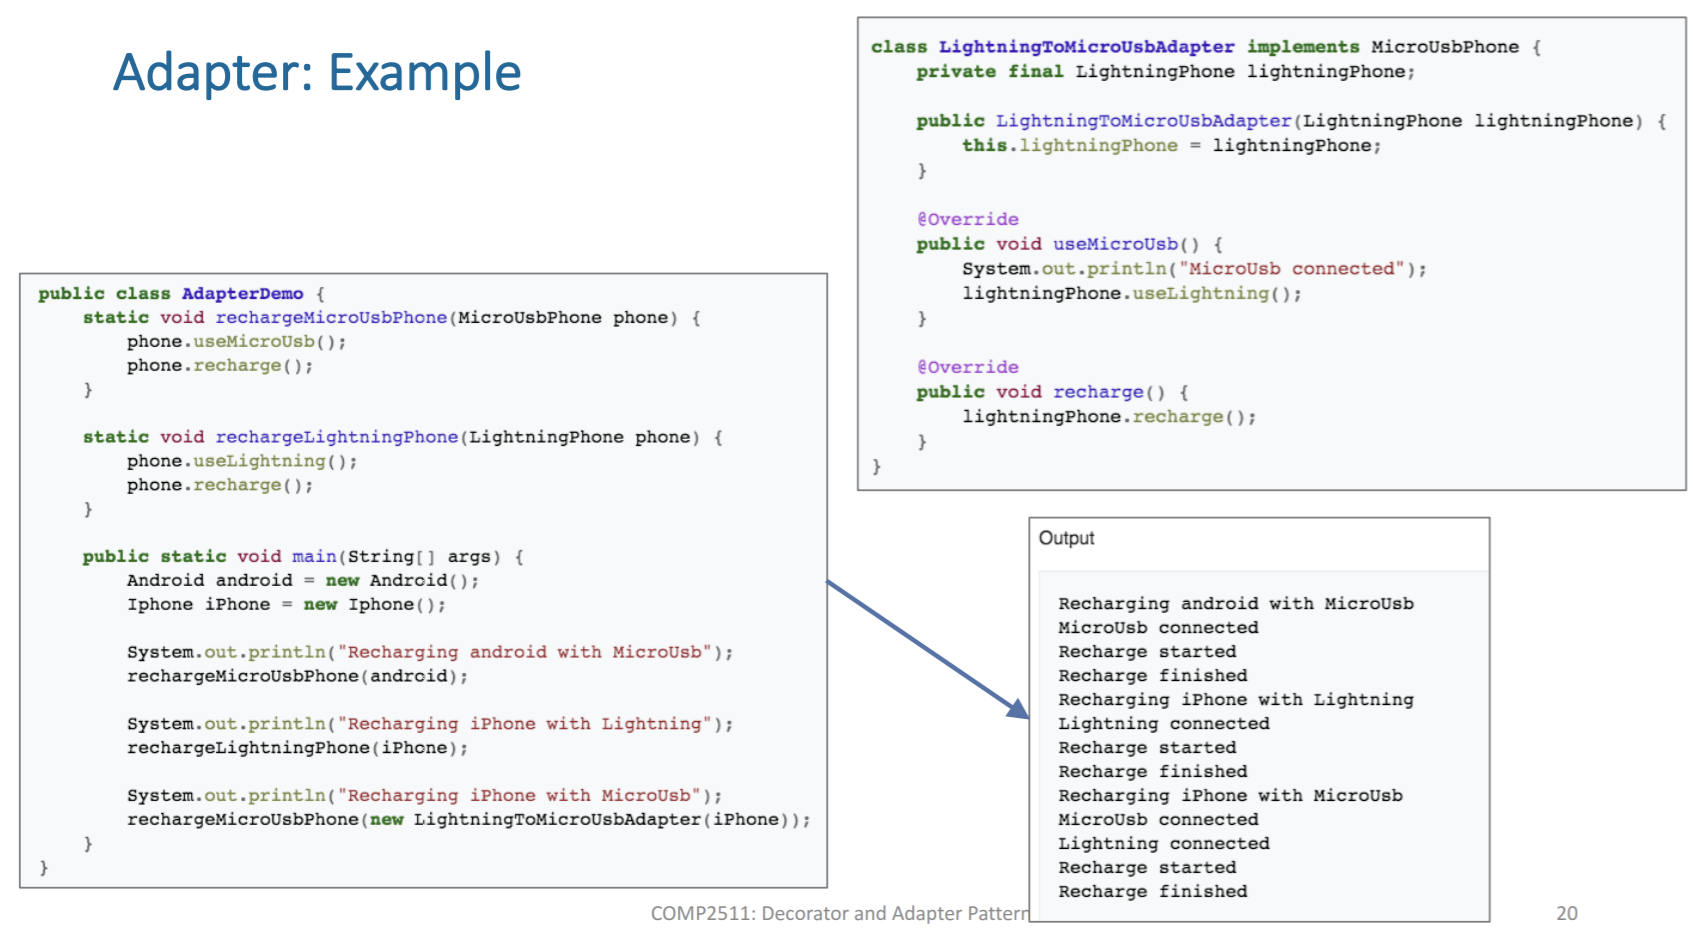 Adapter: Example
class LightningToMicroUsbAdapter implements MicroUsbPhone {
    private final LightningPhone lightningPhone;

    public LightningToMicroUsbAdapter(LightningPhone lightningPhone) {
        this.lightningPhone = lightningPhone;
    }

    @Override
    public void useMicroUsb() {
        System.out.println("MicroUsb connected");
        lightningPhone.useLightning();
    }

    @Override
    public void recharge() {
        lightningPhone.recharge();
    }
}
public class AdapterDemo {
    static void rechargeMicroUsbPhone(MicroUsbPhone phone) {
        phone.useMicroUsb();
        phone.recharge();
    }

    static void rechargeLightningPhone(LightningPhone phone) {
        phone.useLightning();
        phone.recharge();
    }

    public static void main(String[] args) {
        Android android = new Android();
        Iphone iPhone = new Iphone();

        System.out.println("Recharging android with MicroUsb");
        rechargeMicroUsbPhone(android);

        System.out.println("Recharging iPhone with Lightning");
        rechargeLightningPhone(iPhone);

        System.out.println("Recharging iPhone with MicroUsb");
        rechargeMicroUsbPhone(new LightningToMicroUsbAdapter(iPhone));
    }
}
Output
Recharging android with MicroUsb
MicroUsb connected
Recharge started
Recharge finished
Recharging iPhone with Lightning
Lightning connected
Recharge started
Recharge finished
Recharging iPhone with MicroUsb
MicroUsb connected
Lightning connected
Recharge started
Recharge finished
COMP2511: Decorator and Adapter Pattern
20